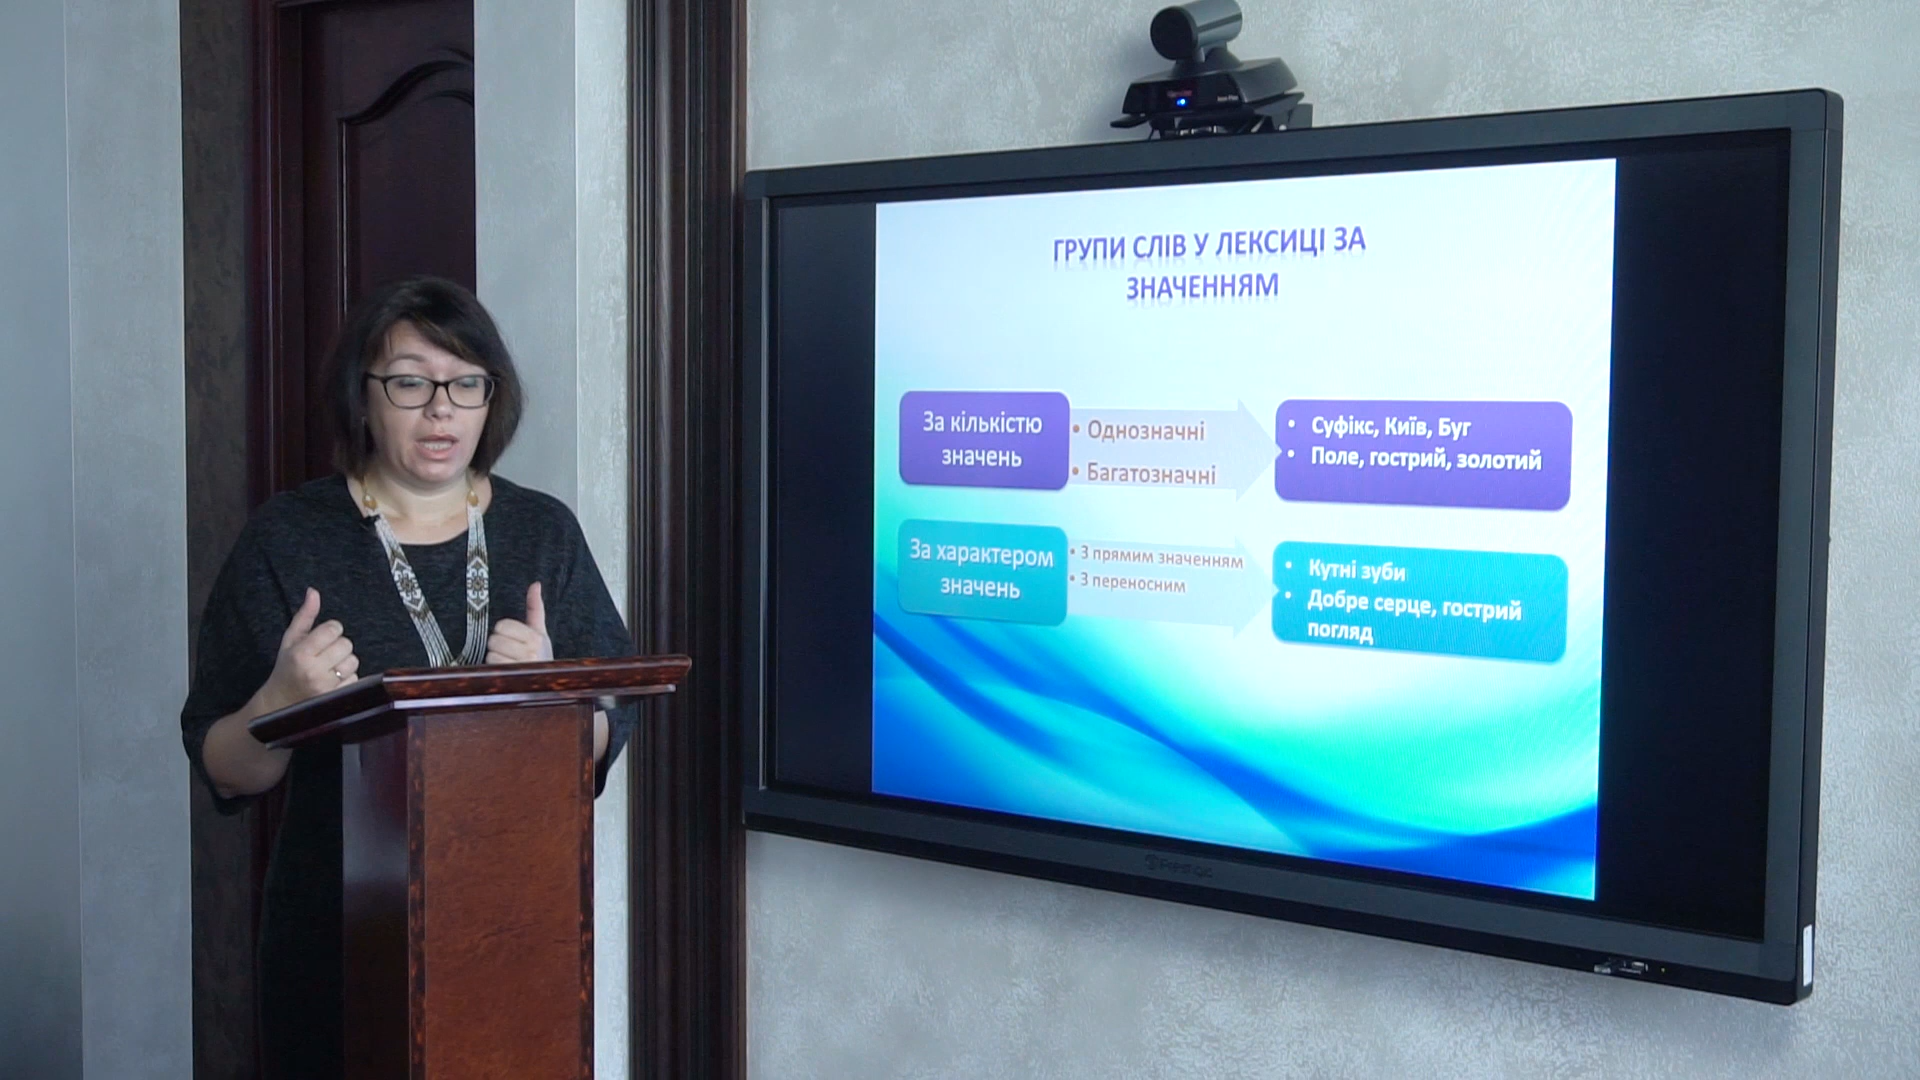 ГРУПИ СЛІВ У ЛЕКСИЦІ ЗА
ЗНАЧЕННЯМ
За кількістю
значень
• Однозначні
• Багатозначні
• Суфікс, Київ, Буг
• Поле, гострий, золотий
За характером
значень
• З прямим значенням
• З переносним
• Кутні зуби
• Добре серце, гострий
погляд